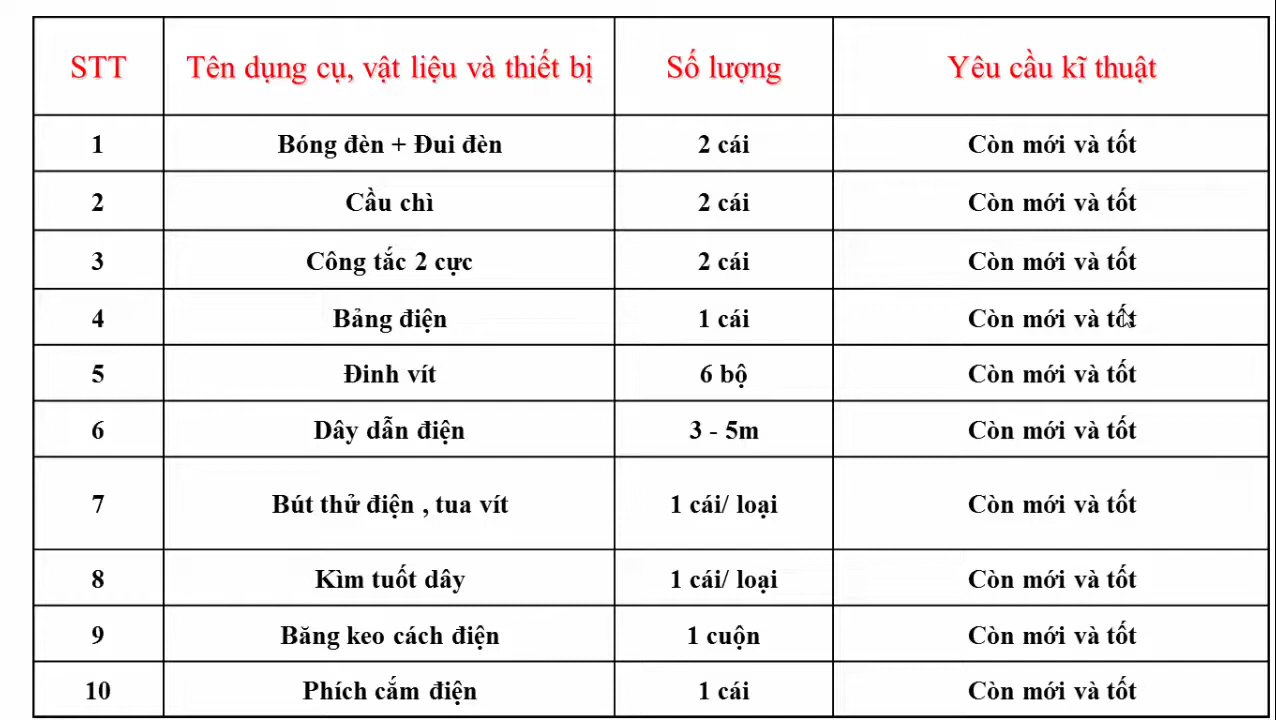 STT Tên dụng cụ, vật liệu và thiết bị Số lượng Yêu cầu kĩ thuật
1 Bóng đèn + Đui đèn 2 cái Còn mới và tốt
2 Cầu chì 2 cái Còn mới và tốt
3 Công tắc 2 cực 2 cái Còn mới và tốt
4 Bảng điện 1 cái Còn mới và tốt
5 Đinh vít 6 bộ Còn mới và tốt
6 Dây dẫn điện 3 - 5m Còn mới và tốt
7 Bút thử điện , tua vít 1 cái/ loại Còn mới và tốt
8 Kìm tuốt dây 1 cái/ loại Còn mới và tốt
9 Băng keo cách điện 1 cuộn Còn mới và tốt
10 Phích cắm điện 1 cái Còn mới và tốt